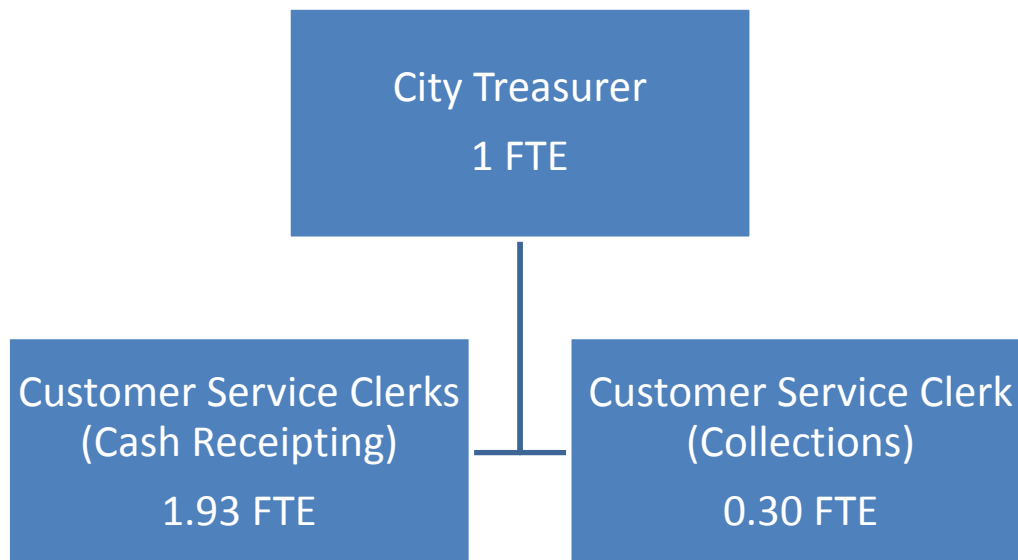 City Treasurer
1 FTE
Customer Service Clerks
(Cash Receipting)
1.93 FTE
Customer Service Clerk
(Collections)
0.30 FTE